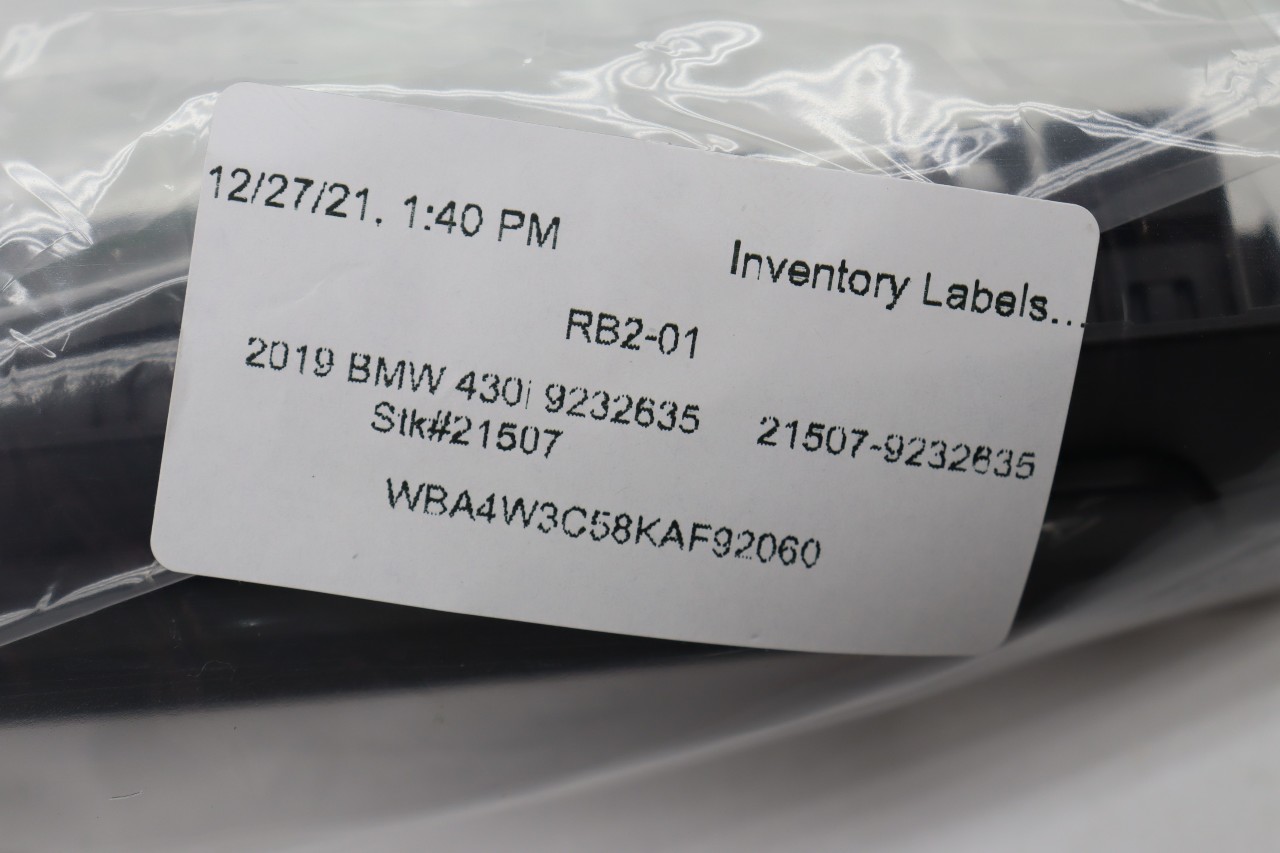 12/27/21, 1:40 PM
Inventory Labels...
RB2-01
2019 BMW 430i 9232635
21507-9232635
Stk#21507
WBA4W3C58KAF92060